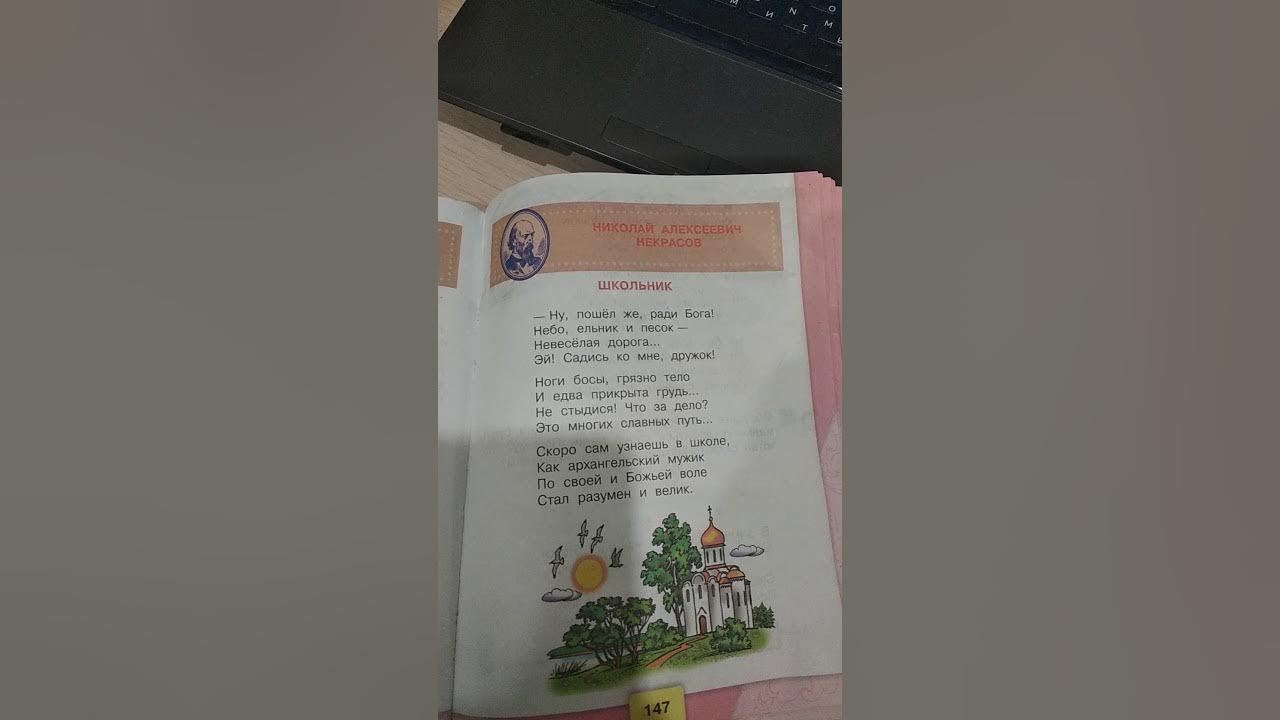 НИКОЛАЙ АЛЕКСЕЕВИЧ
НЕКРАСОВ
ШКОЛЬНИК
— Ну, пошёл же, ради Бога!
Небо, ельник и песок —
Невесёлая дорога...
Эй! Садись ко мне, дружок!
Ноги босы, грязно тело
И едва прикрыта грудь...
Не стыдися! Что за дело?
Это многих славных путь...
Скоро сам узнаешь в школе,
Как архангельский мужик
По своей и Божьей воле
Стал разумен и велик.
147